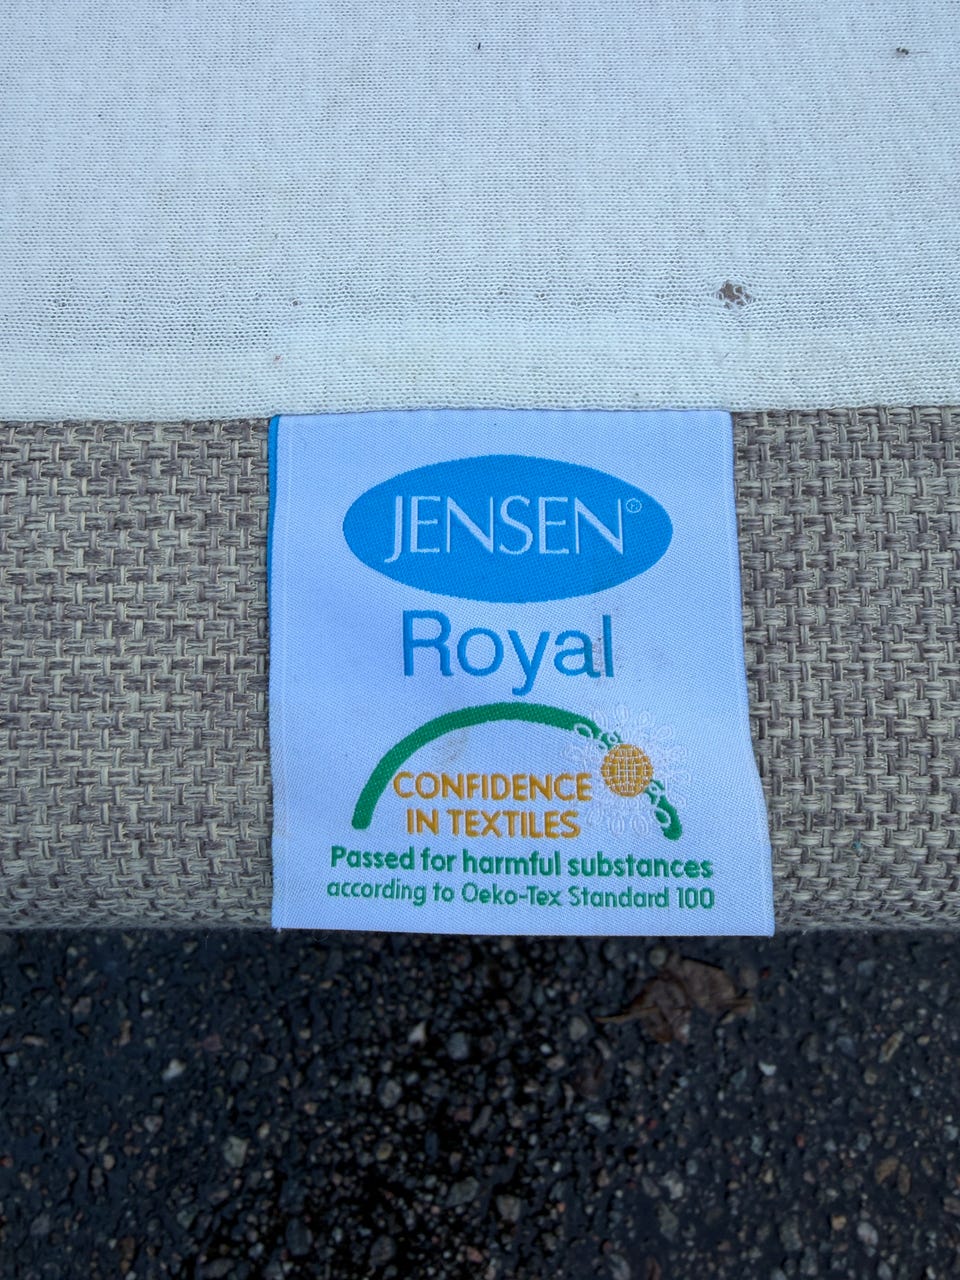 JENSEN®
Royal
CONFIDENCE
IN TEXTILES
Passed for harmful substances
according to Oeko-Tex Standard 100